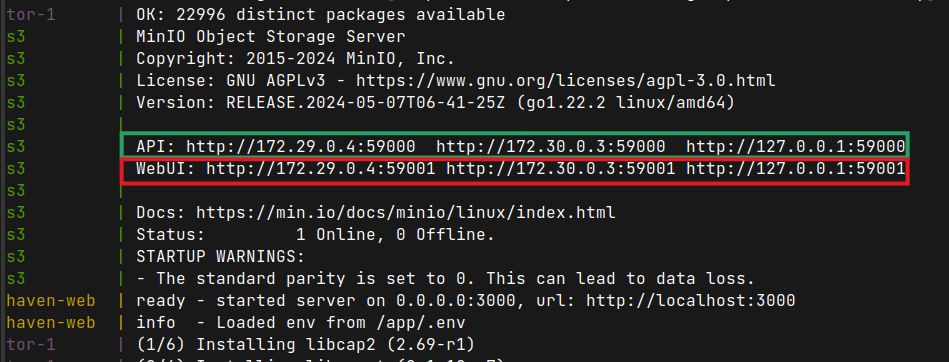 tor-1 | OK: 22996 distinct packages available
s3 | MinIO Object Storage Server
s3 | Copyright: 2015-2024 MinIO, Inc.
s3 | License: GNU AGPLv3 - https://www.gnu.org/licenses/agpl-3.0.html
s3 | Version: RELEASE.2024-05-07T06-41-25Z (go1.22.2 linux/amd64)
s3 |
s3 | API: http://172.29.0.4:59000  http://172.30.0.3:59000  http://127.0.0.1:59000
s3 | WebUI: http://172.29.0.4:59001 http://172.30.0.3:59001 http://127.0.0.1:59001
s3 |
s3 | Docs: https://min.io/docs/minio/linux/index.html
s3 | Status:         1 Online, 0 Offline.
s3 | STARTUP WARNINGS:
s3 | - The standard parity is set to 0. This can lead to data loss.
haven-web | ready - started server on 0.0.0.0:3000, url: http://localhost:3000
haven-web | info  - Loaded env from /app/.env
tor-1 | (1/6) Installing libcap2 (2.69-r1)